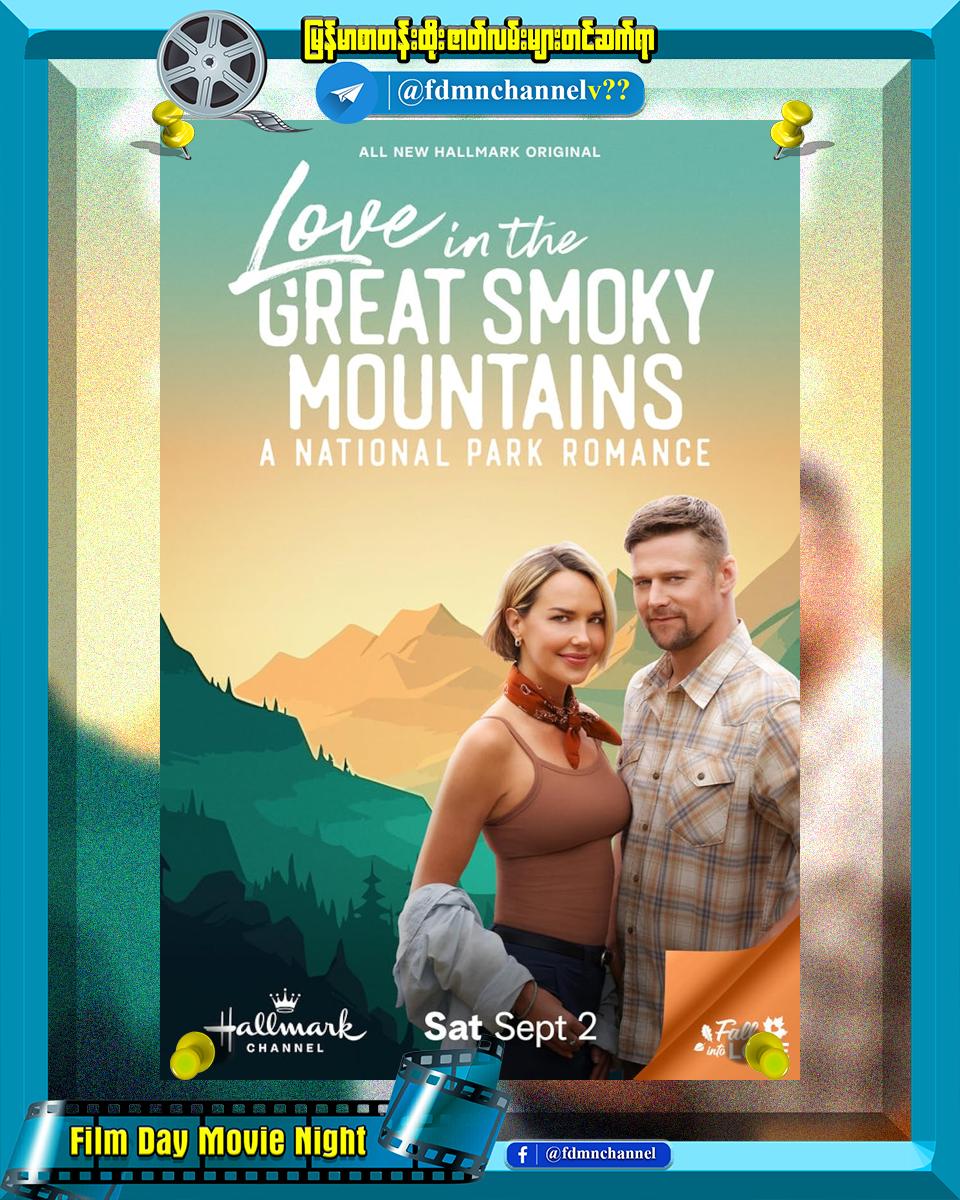 မြန်မာစာတန်းထိုးဇာတ်လမ်းများတင်ဆက်ရာ
@fdmnchannelv??
ALL NEW HALLMARK ORIGINAL
Love in the
GREAT SMOKY
MOUNTAINS
A NATIONAL PARK ROMANCE
Hallmark
CHANNEL
Sat Sept 2
Fall
into
Film Day Movie Night
@fdmnchannel